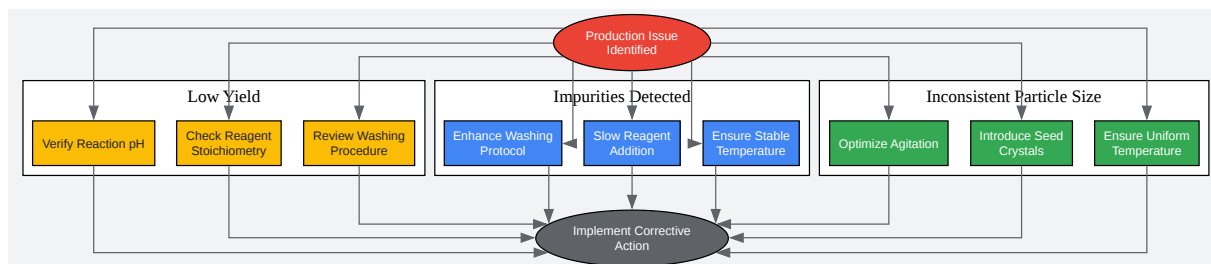 Production Issue
Identified
Low Yield
Impurities Detected
Inconsistent Particle Size
Verify Reaction pH
Check Reagent
Stoichiometry
Review Washing
Procedure
Enhance Washing
Protocol
Slow Reagent
Addition
Ensure Stable
Temperature
Optimize Agitation
Introduce Seed
Crystals
Ensure Uniform
Temperature
Implement Corrective
Action